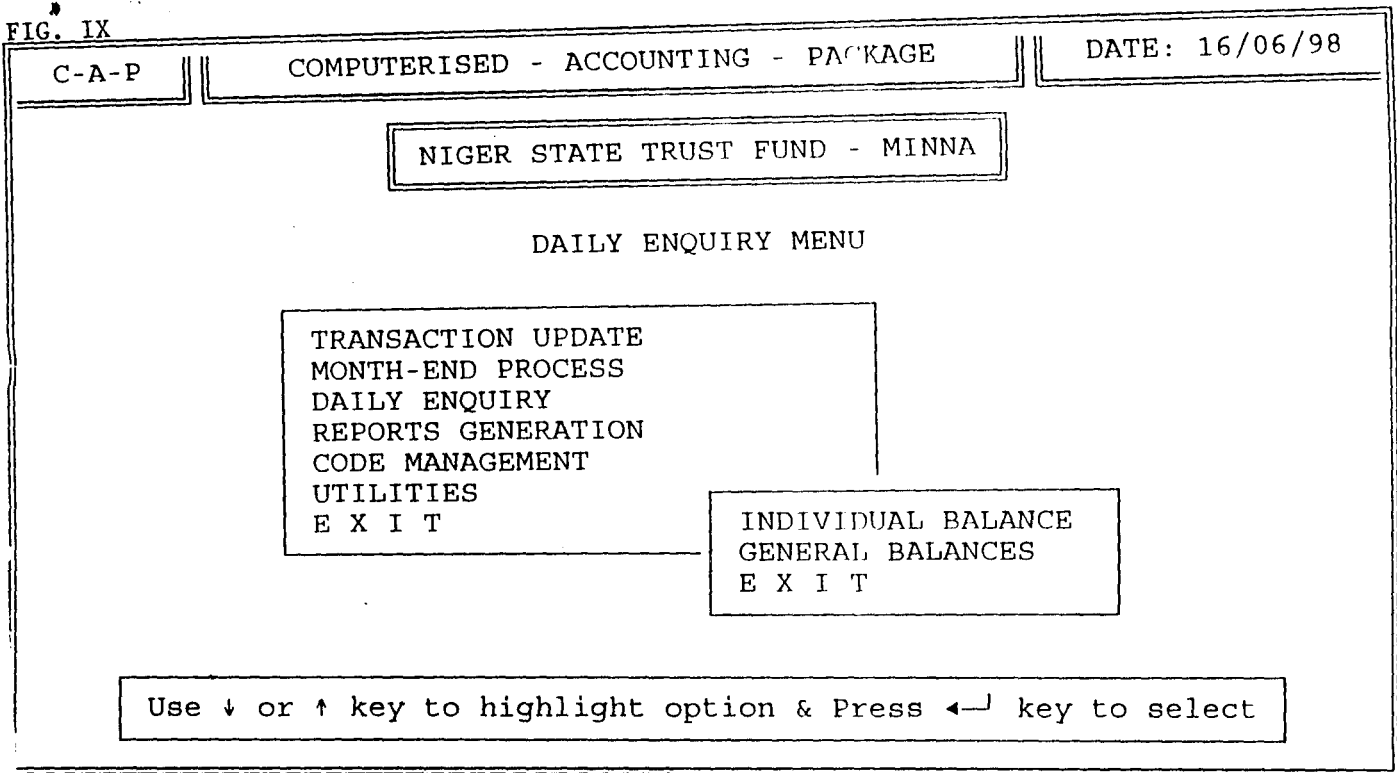 FIG. IX
C-A-P COMPUTERISED - ACCOUNTING - PACKAGE DATE: 16/06/98
NIGER STATE TRUST FUND - MINNA
DAILY ENQUIRY MENU
TRANSACTION UPDATE
MONTH-END PROCESS
DAILY ENQUIRY
REPORTS GENERATION
CODE MANAGEMENT
UTILITIES
E X I T
INDIVIDUAL BALANCE
GENERAL BALANCES
E X I T
Use ↓ or ↑ key to highlight option & Press ◄─┘ key to select